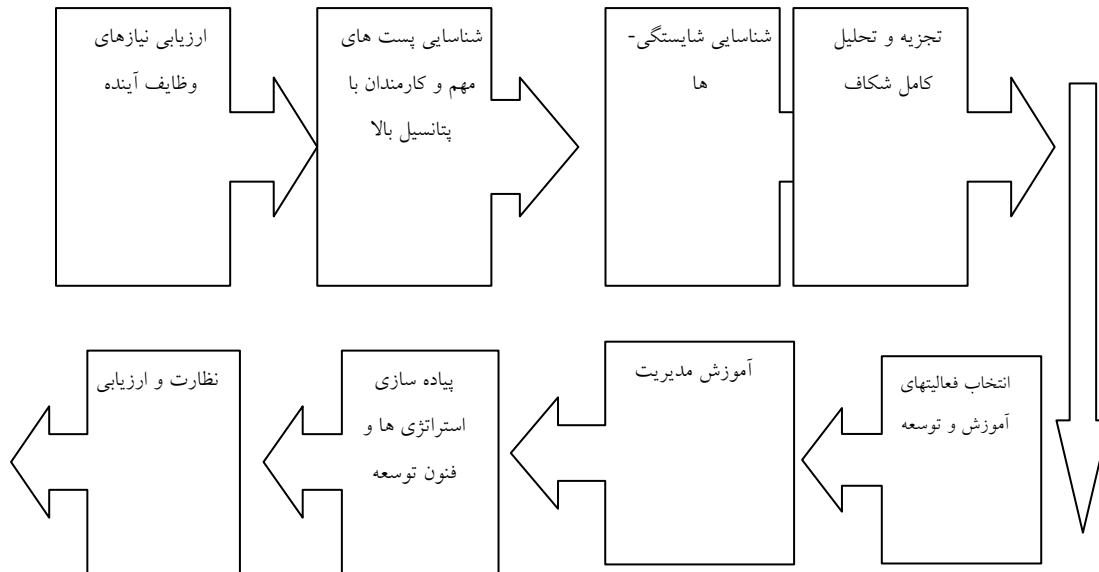 ارزیابی نیازهای
وظایف آینده
شناسایی پست های
مهم و کارمندان با
پتانسیل بالا
شناسایی شایستگی-
ها
تجزیه و تحلیل
کامل شکاف
انتخاب فعالیتهای
آموزش و توسعه
آموزش مدیریت
پیاده سازی
استراتژی ها و
فنون توسعه
نظارت و ارزیابی